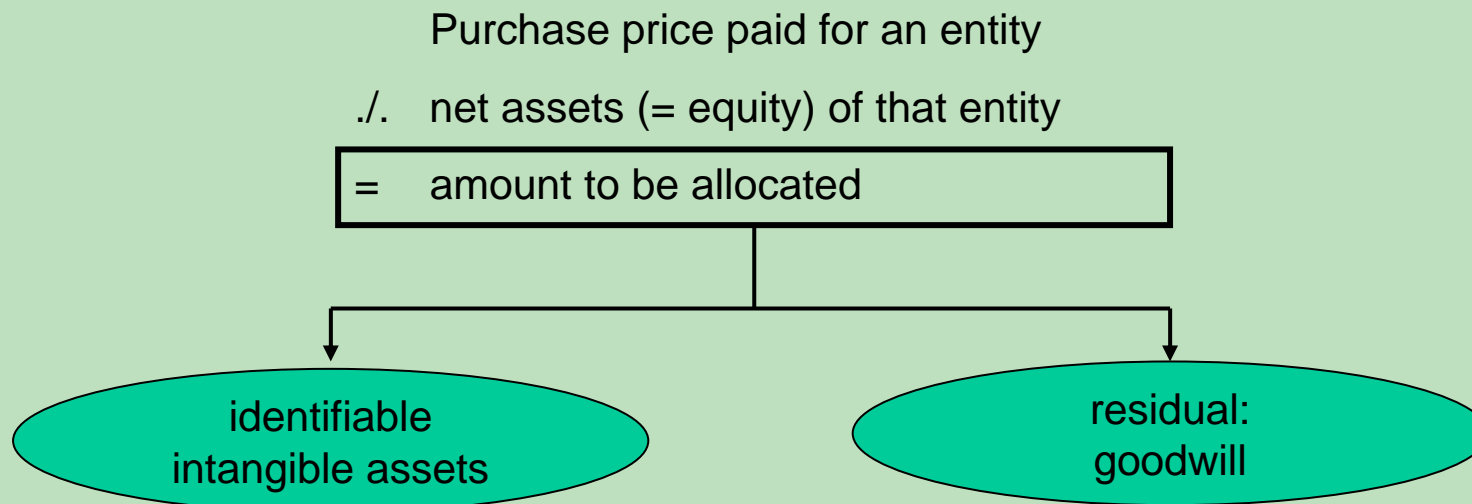 Purchase price paid for an entity
./. net assets (= equity) of that entity
= amount to be allocated
identifiable
intangible assets
residual:
goodwill